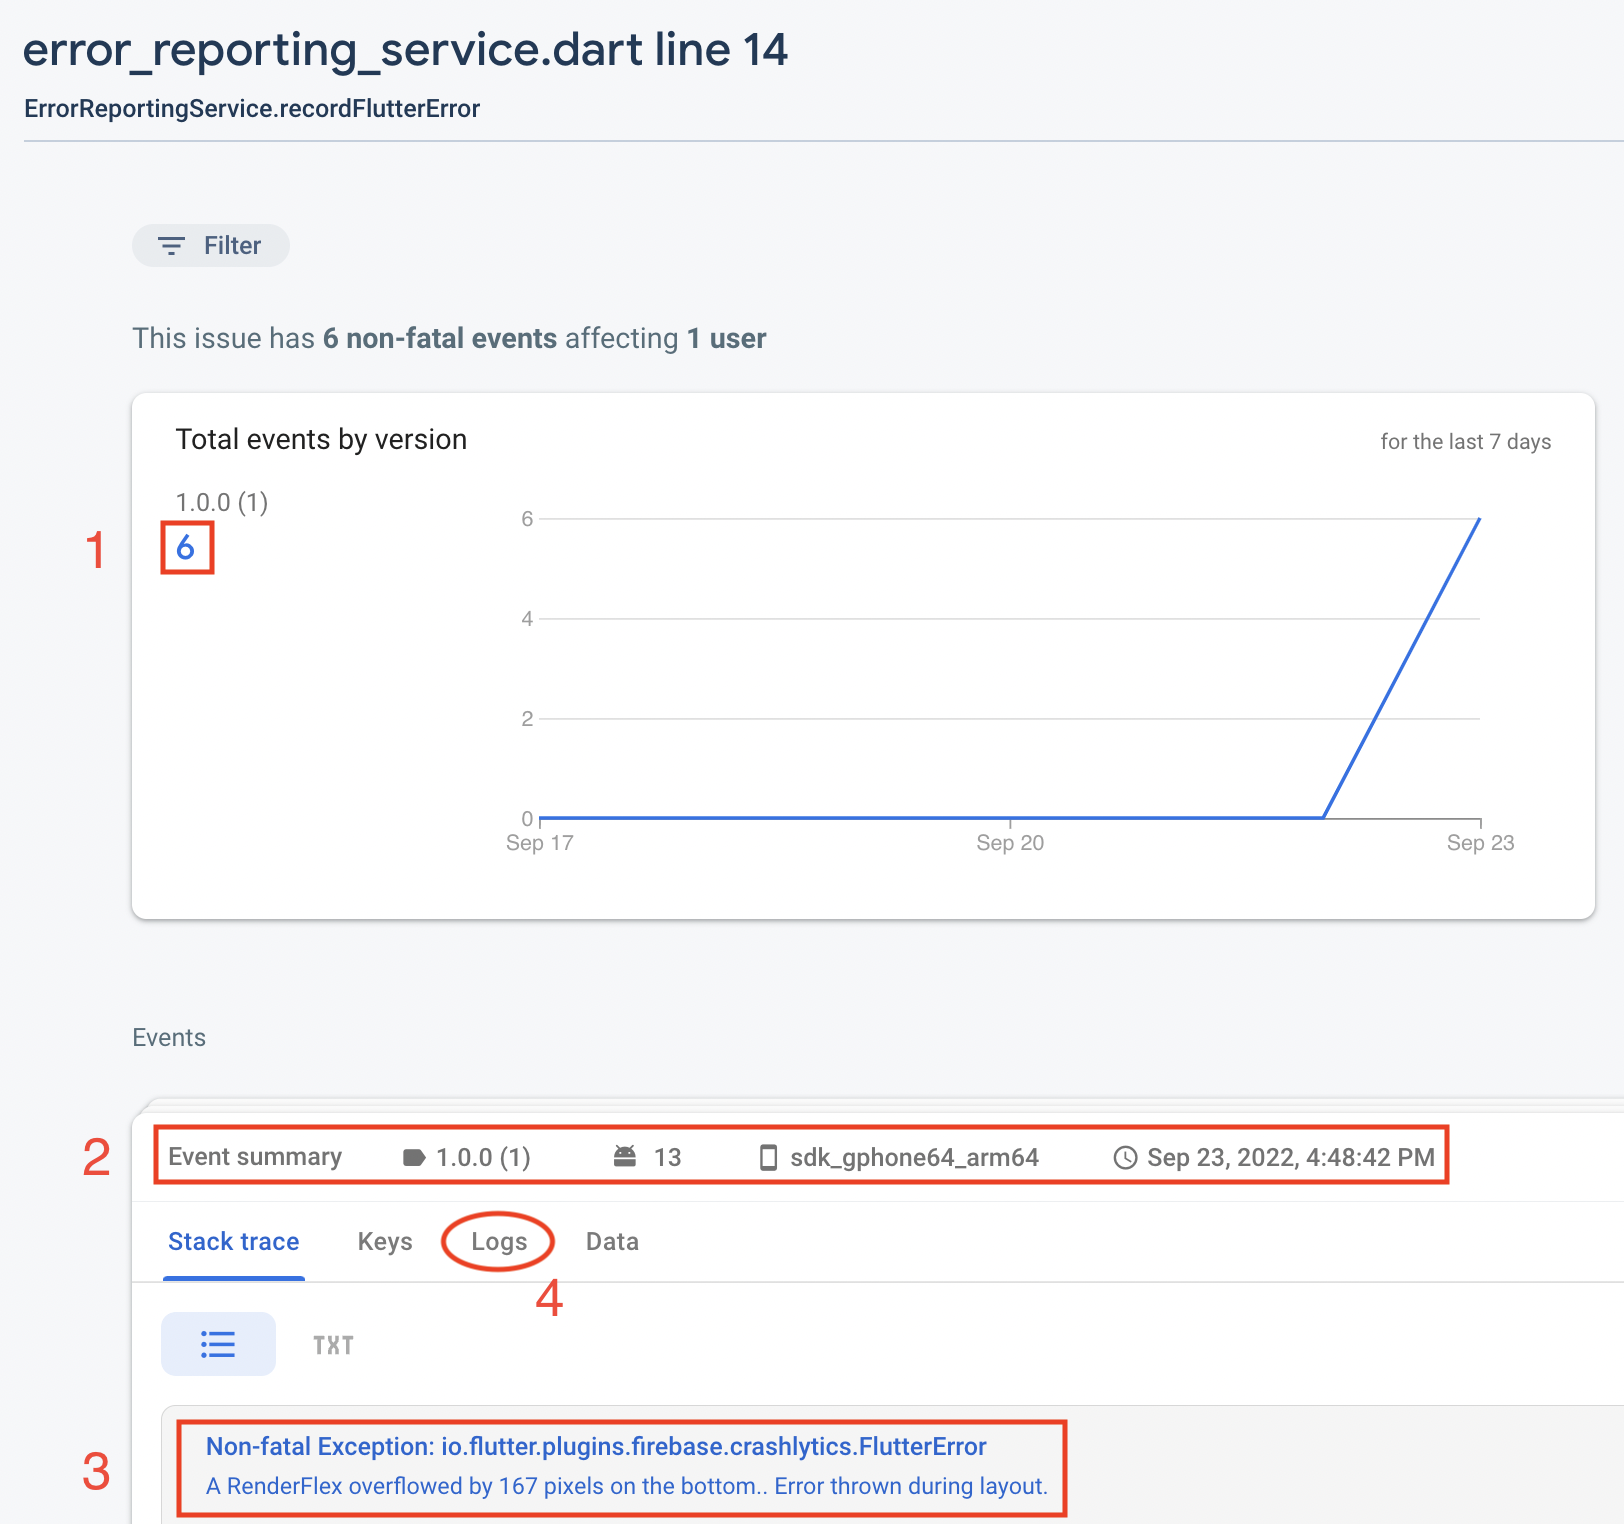 error_reporting_service.dart line 14
ErrorReportingService.recordFlutterError
Filter
This issue has 6 non-fatal events affecting 1 user
Total events by version
for the last 7 days
1.0.0 (1)
1
6
6
4
2
0
Sep 17
Sep 20
Sep 23
Events
2
Event summary 1.0.0 (1) 13 sdk_gphone64_arm64 Sep 23, 2022, 4:48:42 PM
Stack trace Keys Logs Data
4
TXT
3
Non-fatal Exception: io.flutter.plugins.firebase.crashlytics.FlutterError
A RenderFlex overflowed by 167 pixels on the bottom.. Error thrown during layout.